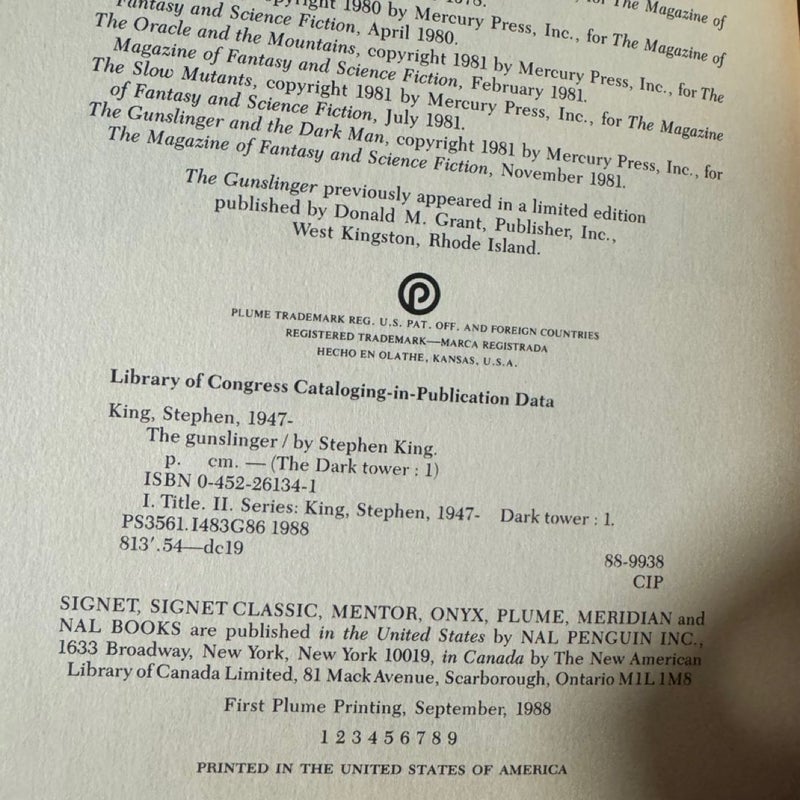 copyright 1980 by Mercury Press, Inc., for The Magazine of
Fantasy and Science Fiction, April 1980.
The Oracle and the Mountains, copyright 1981 by Mercury Press, Inc., for The
Magazine of Fantasy and Science Fiction, February 1981.
The Slow Mutants, copyright 1981 by Mercury Press, Inc., for The Magazine
of Fantasy and Science Fiction, July 1981.
The Gunslinger and the Dark Man, copyright 1981 by Mercury Press, Inc., for
The Magazine of Fantasy and Science Fiction, November 1981.
The Gunslinger previously appeared in a limited edition
published by Donald M. Grant, Publisher, Inc.,
West Kingston, Rhode Island.
P
PLUME TRADEMARK REG. U.S. PAT. OFF. AND FOREIGN COUNTRIES
REGISTERED TRADEMARK—MARCA REGISTRADA
HECHO EN OLATHE, KANSAS, U.S.A.
Library of Congress Cataloging-in-Publication Data
King, Stephen, 1947-
The gunslinger / by Stephen King.
p. cm. — (The Dark tower : 1)
ISBN 0-452-26134-1
I. Title. II. Series: King, Stephen, 1947- Dark tower : 1.
PS3561.I483G86 1988
813'.54—dc19
88-9938
CIP
SIGNET, SIGNET CLASSIC, MENTOR, ONYX, PLUME, MERIDIAN and
NAL BOOKS are published in the United States by NAL PENGUIN INC.,
1633 Broadway, New York, New York 10019, in Canada by The New American
Library of Canada Limited, 81 Mack Avenue, Scarborough, Ontario M1L 1M8
First Plume Printing, September, 1988
1 2 3 4 5 6 7 8 9
PRINTED IN THE UNITED STATES OF AMERICA